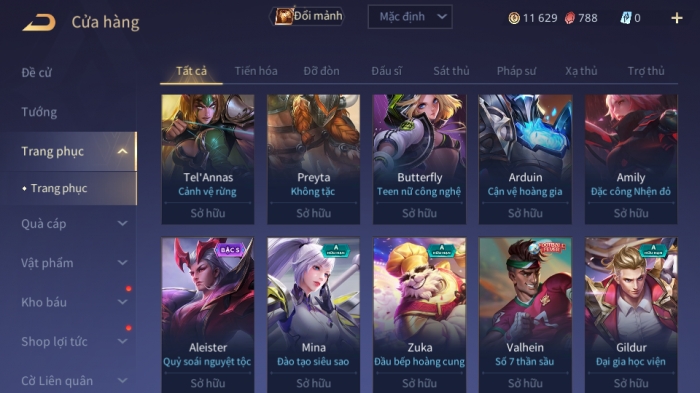 Cửa hàng
Đổi mảnh
Mặc định
11 629
788
0
Đề cử
Tướng
Trang phục
Trang phục
Quà cáp
Vật phẩm
Kho báu
Shop lợi tức
Cờ Liên quân
Tất cả
Tiến hóa
Đỡ đòn
Đấu sĩ
Sát thủ
Pháp sư
Xạ thủ
Trợ thủ
Tel'Annas
Cảnh vệ rừng
Sở hữu
Preyta
Không tặc
Sở hữu
Butterfly
Teen nữ công nghệ
Sở hữu
Arduin
Cận vệ hoàng gia
Sở hữu
Amily
Đặc công Nhện đỏ
Sở hữu
BẬC S
Aleister
Quỷ soái nguyệt tộc
Sở hữu
A
Mina
Đào tạo siêu sao
Sở hữu
A
Zuka
Đầu bếp hoàng cung
Sở hữu
Valhein
Số 7 thần sầu
Sở hữu
A
Gildur
Đại gia học viện
Sở hữu